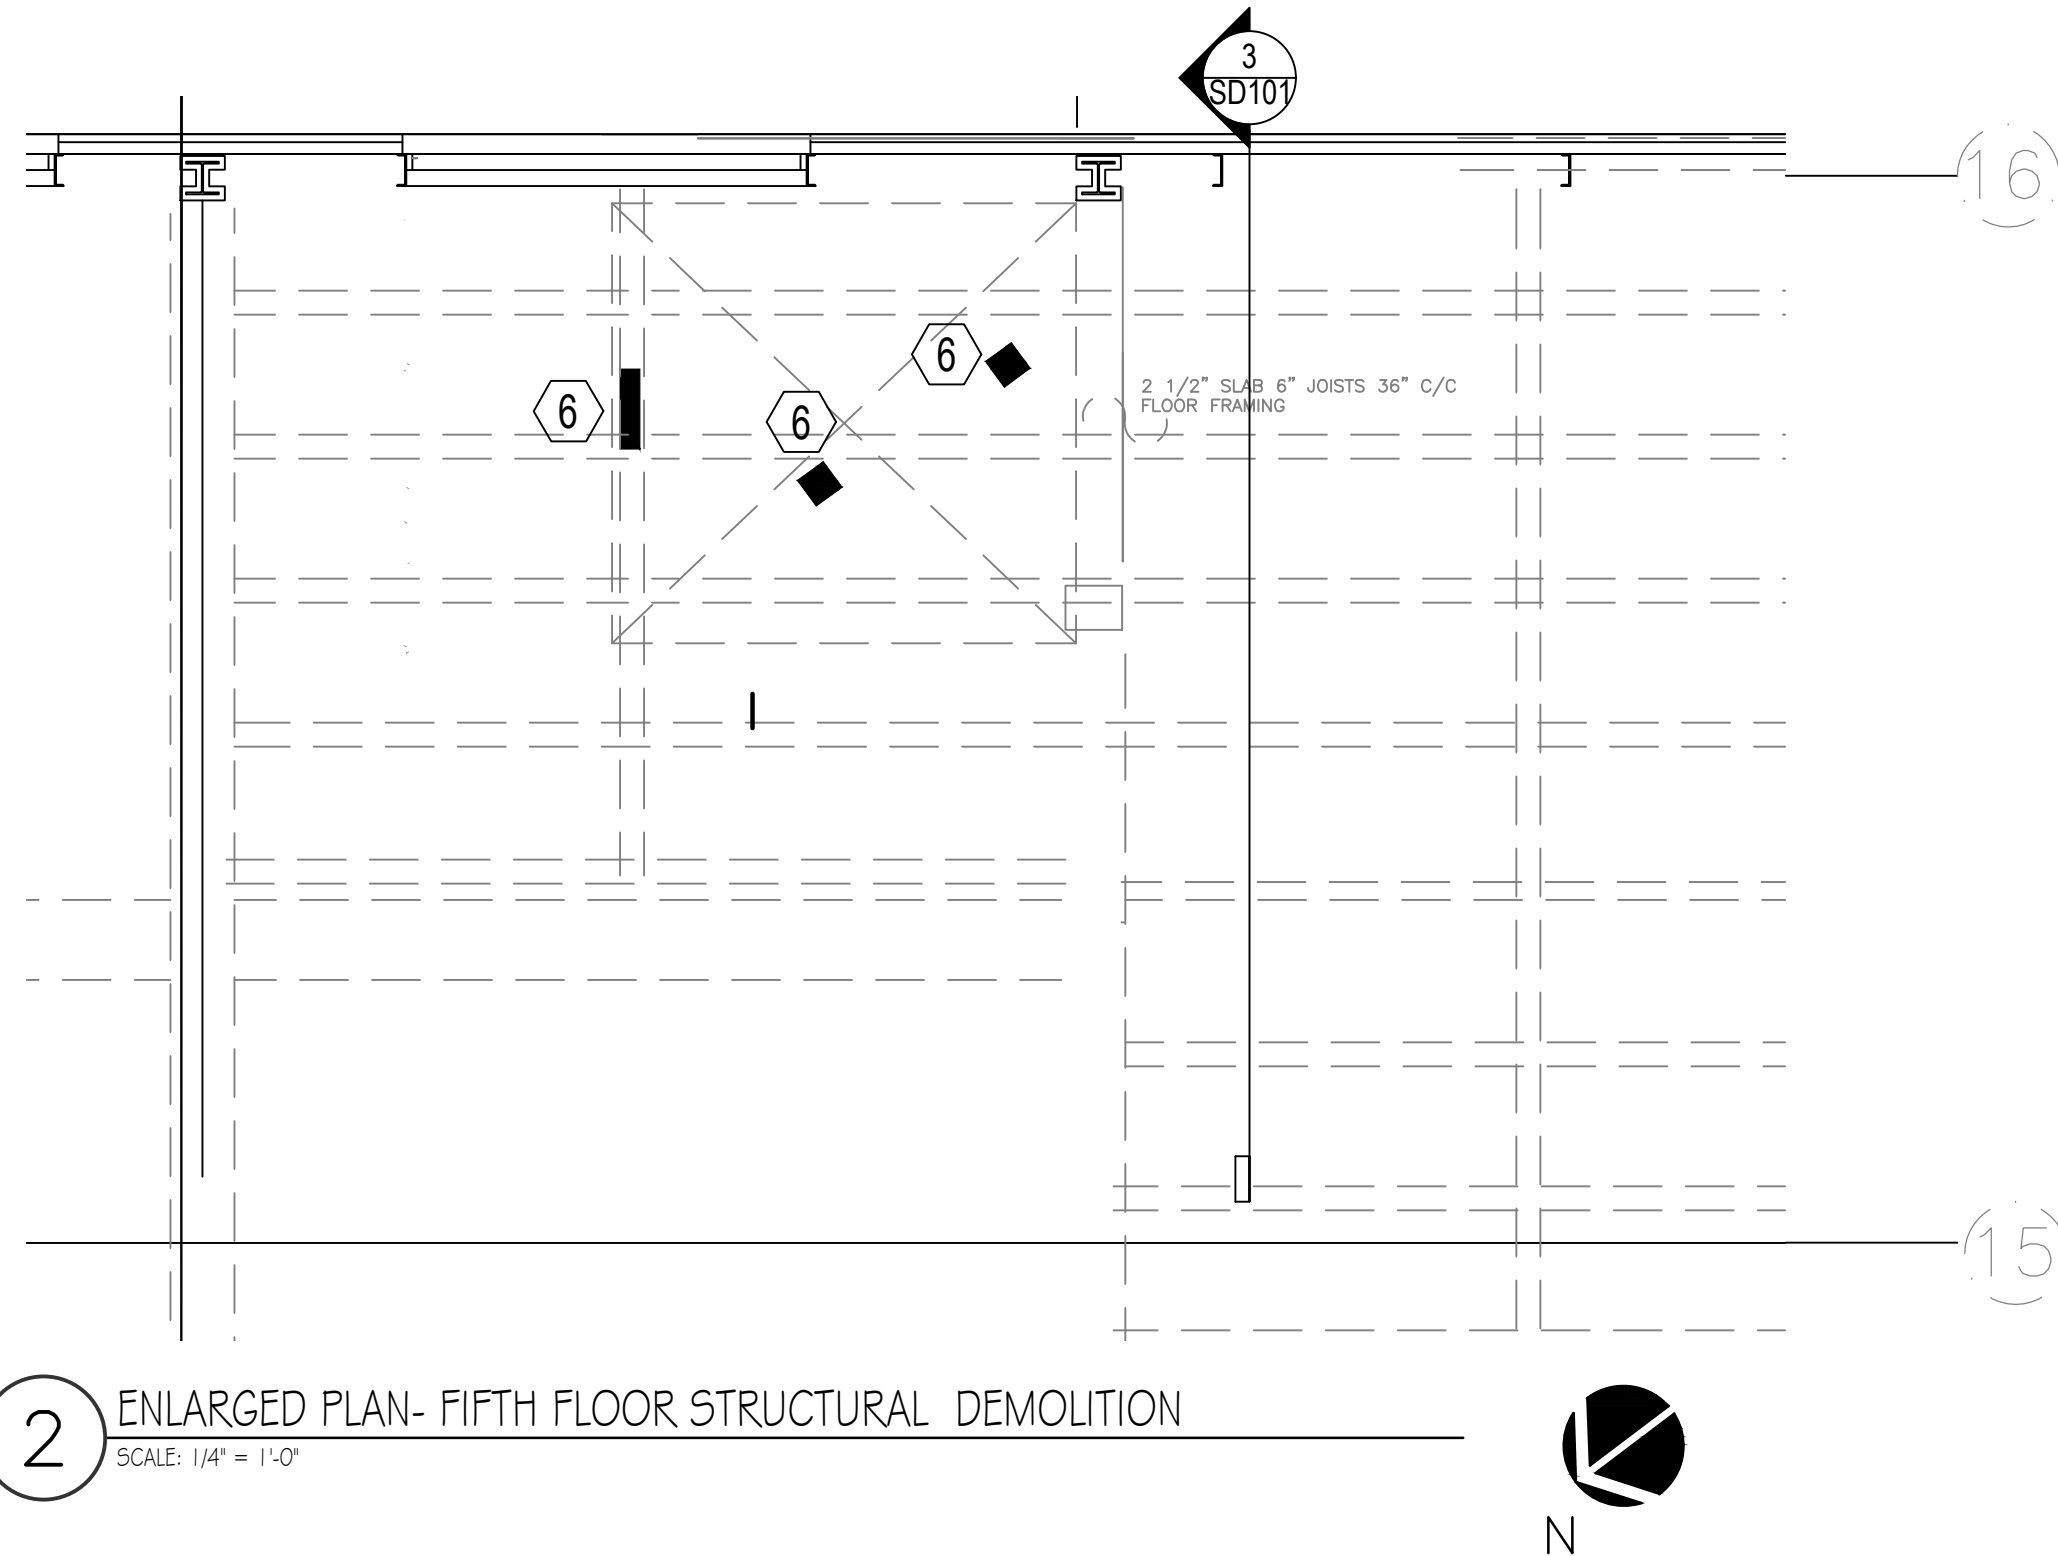 3
SD101
16
6
6
6
2 1/2" SLAB 6" JOISTS 36" C/C
FLOOR FRAMING
15
2
ENLARGED PLAN- FIFTH FLOOR STRUCTURAL DEMOLITION
SCALE: 1/4" = 1'-0"
N